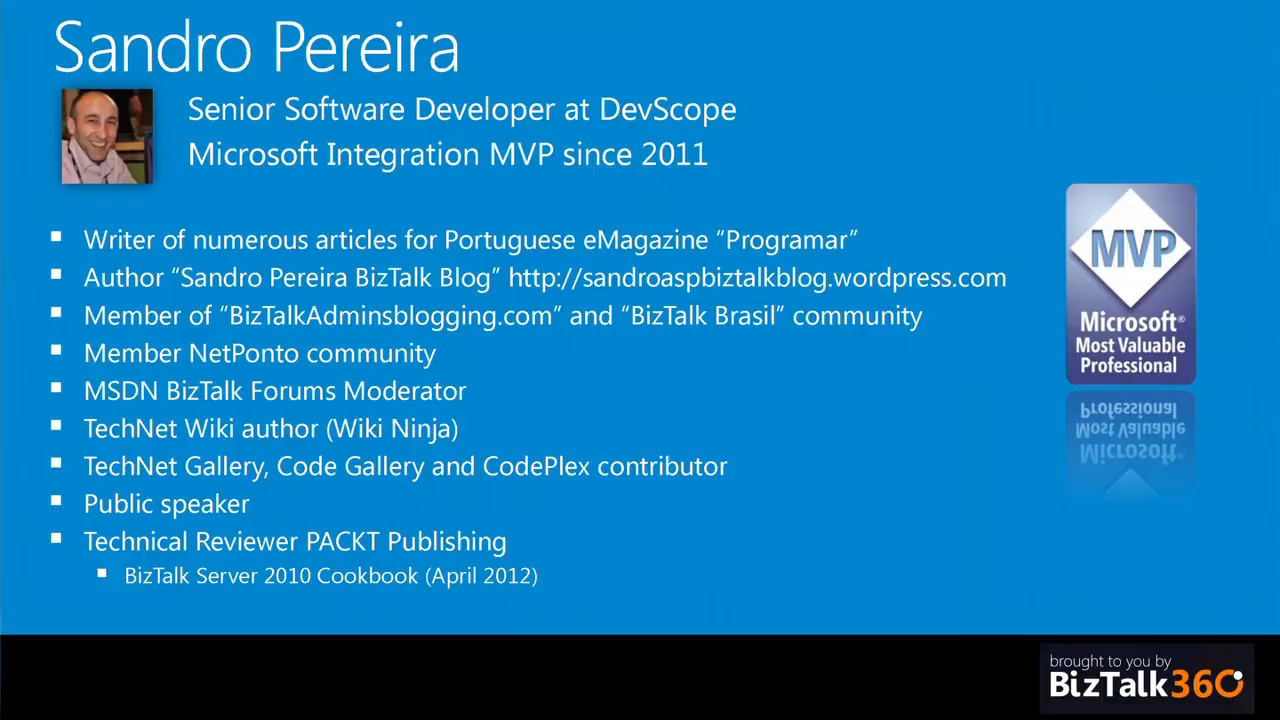 Sandro Pereira
Senior Software Developer at DevScope
Microsoft Integration MVP since 2011
Writer of numerous articles for Portuguese eMagazine “Programar”
Author “Sandro Pereira BizTalk Blog” http://sandroaspbiztalkblog.wordpress.com
Member of “BizTalkAdminsblogging.com” and “BizTalk Brasil” community
Member NetPonto community
MSDN BizTalk Forums Moderator
TechNet Wiki author (Wiki Ninja)
TechNet Gallery, Code Gallery and CodePlex contributor
Public speaker
Technical Reviewer PACKT Publishing
BizTalk Server 2010 Cookbook (April 2012)
MVP
Microsoft®
Most Valuable
Professional
Professional
Most Valuable
Microsoft®
brought to you by
BizTalk360